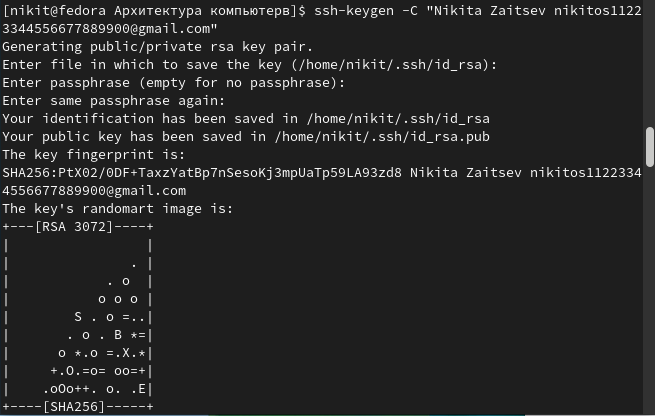 [nikit@fedora Архитектура компьютерв]$ ssh-keygen -C "Nikita Zaitsev nikitos1122
3344556677889900@gmail.com"
Generating public/private rsa key pair.
Enter file in which to save the key (/home/nikit/.ssh/id_rsa):
Enter passphrase (empty for no passphrase):
Enter same passphrase again:
Your identification has been saved in /home/nikit/.ssh/id_rsa
Your public key has been saved in /home/nikit/.ssh/id_rsa.pub
The key fingerprint is:
SHA256:PtX02/0DF+TaxzYatBp7nSesoKj3mpUaTp59LA93zd8 Nikita Zaitsev nikitos1122334
4556677889900@gmail.com
The key's randomart image is:
+---[RSA 3072]----+
|                 |
|               . |
|            . o  |
|           o o o |
|        S . o =..|
|       . o . B *=|
|      o *.o =.X.*|
|     +.O.=o= oo=+|
|    .oOo++. o. .E|
+----[SHA256]-----+